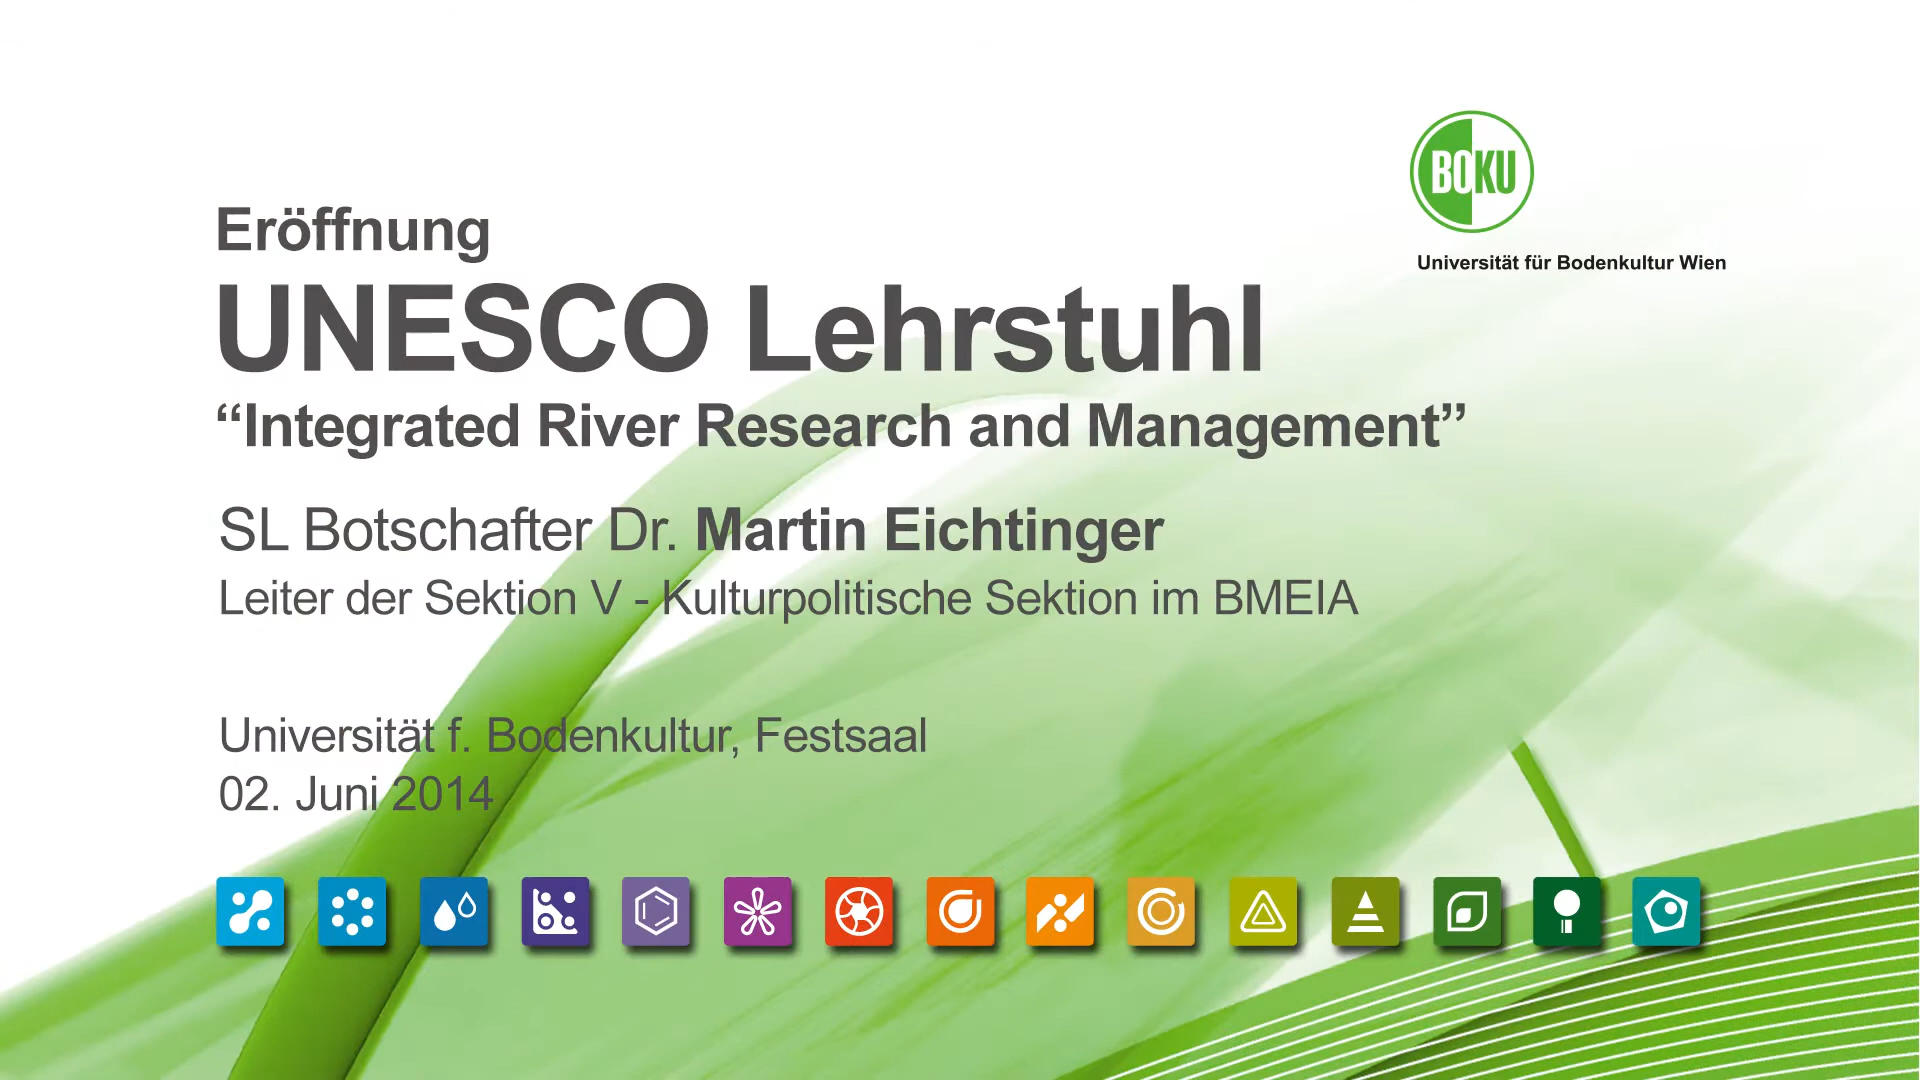 BOKU
Universität für Bodenkultur Wien
Eröffnung
UNESCO Lehrstuhl
“Integrated River Research and Management”
SL Botschafter Dr. Martin Eichtinger
Leiter der Sektion V - Kulturpolitische Sektion im BMEIA
Universität f. Bodenkultur, Festsaal
02. Juni 2014